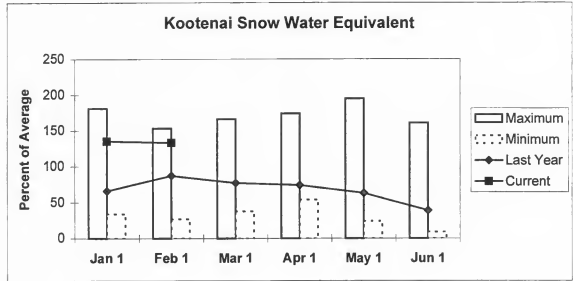 Kootenai Snow Water Equivalent
Percent of Average
250
200
150
100
50
0
Jan 1 Feb 1 Mar 1 Apr 1 May 1 Jun 1
Maximum
Minimum
Last Year
Current